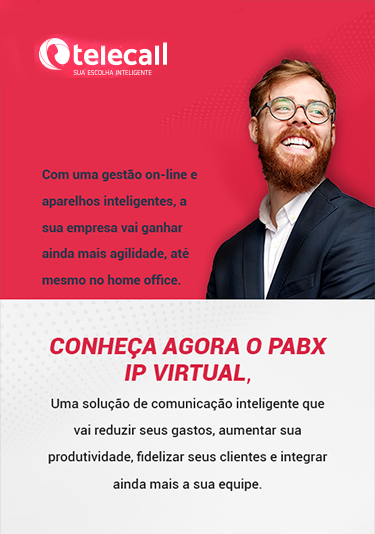 telecall
SUA ESCOLHA INTELIGENTE
Com uma gestão on-line e
aparelhos inteligentes, a
sua empresa vai ganhar
ainda mais agilidade, até
mesmo no home office.
CONHEÇA AGORA O PABX
IP VIRTUAL,
Uma solução de comunicação inteligente que
vai reduzir seus gastos, aumentar sua
produtividade, fidelizar seus clientes e integrar
ainda mais a sua equipe.